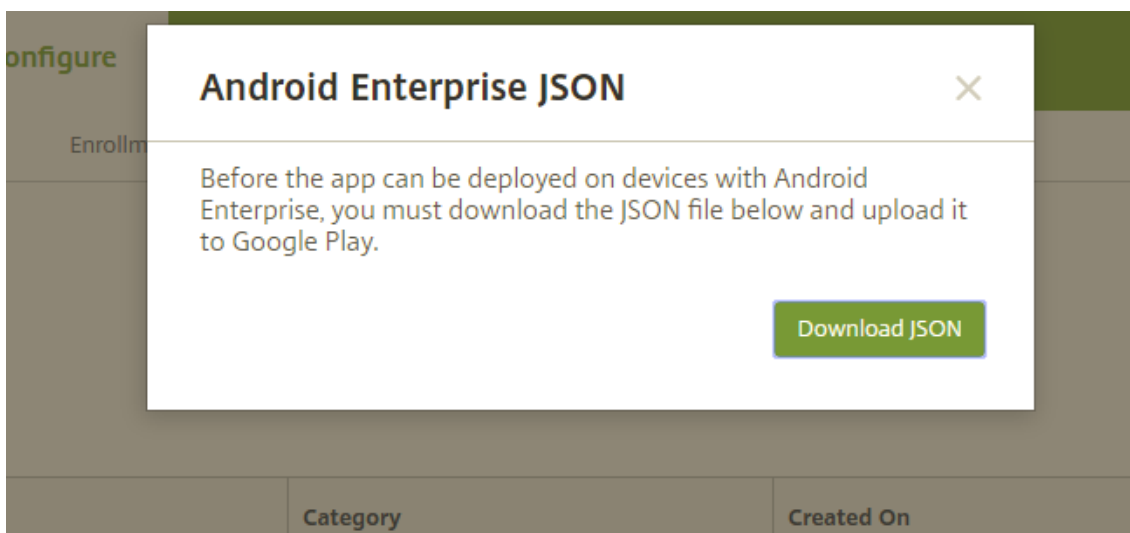 onfigure
Android Enterprise JSON
Enrollm
Before the app can be deployed on devices with Android
Enterprise, you must download the JSON file below and upload it
to Google Play.
Download JSON
Category
Created On